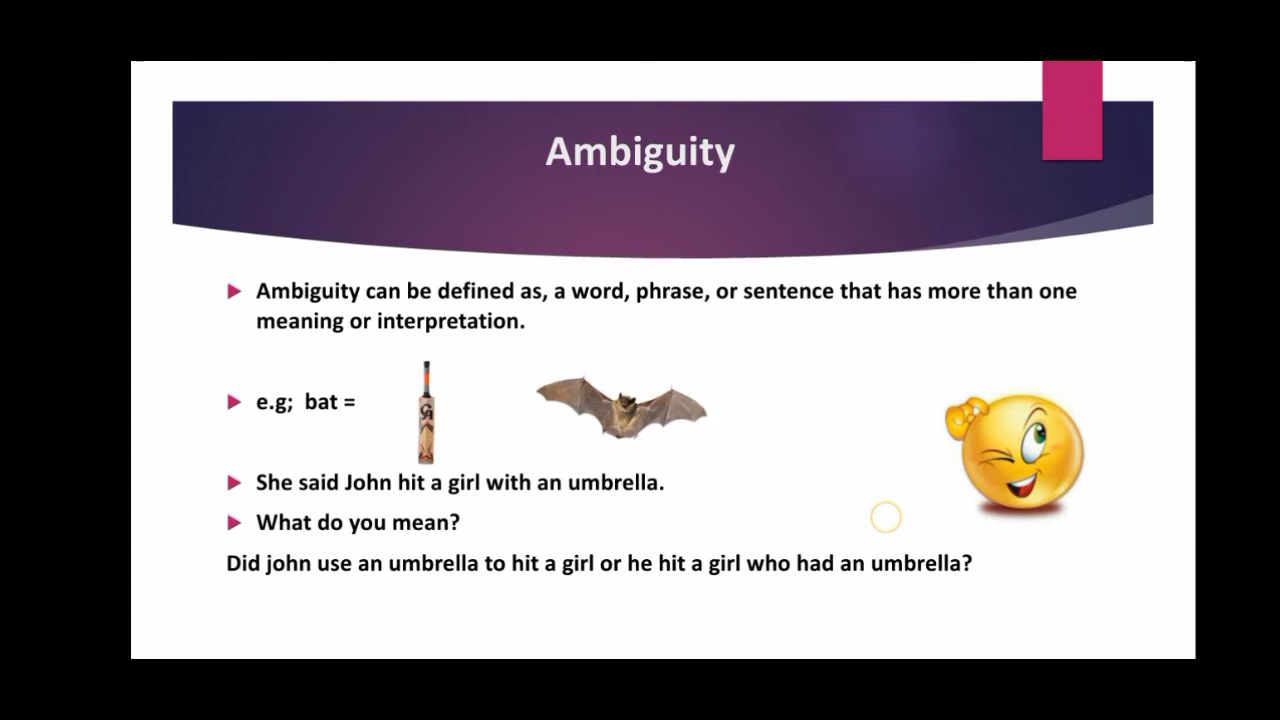 Ambiguity
Ambiguity can be defined as, a word, phrase, or sentence that has more than one
meaning or interpretation.
e.g; bat =
CA
She said John hit a girl with an umbrella.
What do you mean?
Did john use an umbrella to hit a girl or he hit a girl who had an umbrella?